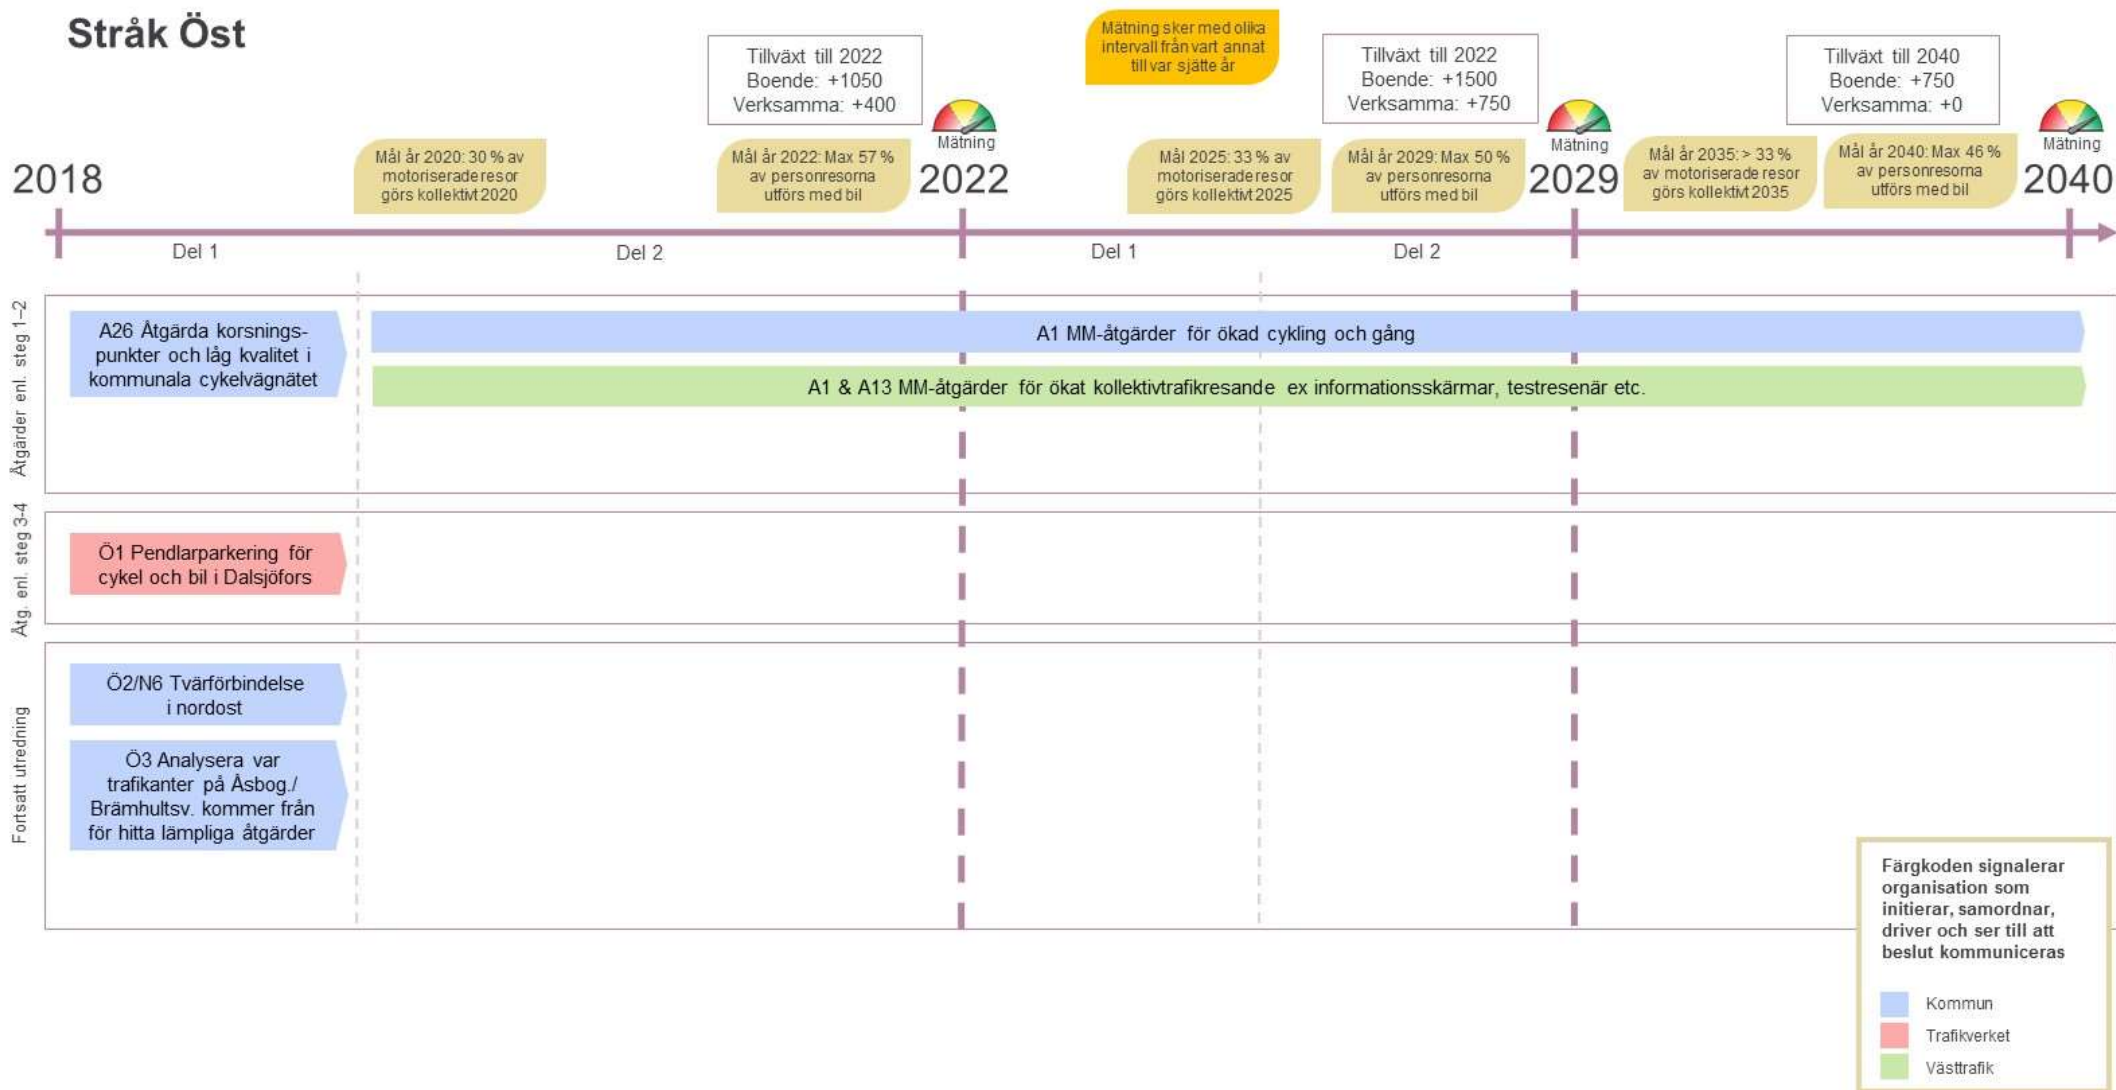 Stråk Öst
Tillväxt till 2022
Boende: +1050
Verksamma: +400
Mätning sker med olika
intervall från vart annat
till var sjätte år
Tillväxt till 2022
Boende: +1500
Verksamma: +750
Tillväxt till 2040
Boende: +750
Verksamma: +0
2018
Mål år 2020: 30 % av
motoriserade resor
görs kollektivt 2020
Mål år 2022: Max 57 %
av personresorna
utförs med bil
Mätning
2022
Mål 2025: 33 % av
motoriserade resor
görs kollektivt 2025
Mål år 2029: Max 50 %
av personresorna
utförs med bil
Mätning
2029
Mål år 2035: > 33 %
av motoriserade resor
görs kollektivt 2035
Mål år 2040: Max 46 %
av personresorna
utförs med bil
Mätning
2040
Del 1
Del 2
Del 1
Del 2
Åtgärder enl. steg 1–2
A26 Åtgärda korsnings-
punkter och låg kvalitet i
kommunala cykelvägnätet
A1 MM-åtgärder för ökad cykling och gång
A1 & A13 MM-åtgärder för ökat kollektivtrafikresande ex informationsskärmar, testresenär etc.
Åtg. enl. steg 3-4
Ö1 Pendlarparkering för
cykel och bil i Dalsjöfors
Fortsatt utredning
Ö2/N6 Tvärförbindelse
i nordost
Ö3 Analysera var
trafikanter på Åsbog./
Brämhultsv. kommer från
för hitta lämpliga åtgärder
Färgkoden signalerar
organisation som
initierar, samordnar,
driver och ser till att
beslut kommuniceras
Kommun
Trafikverket
Västtrafik